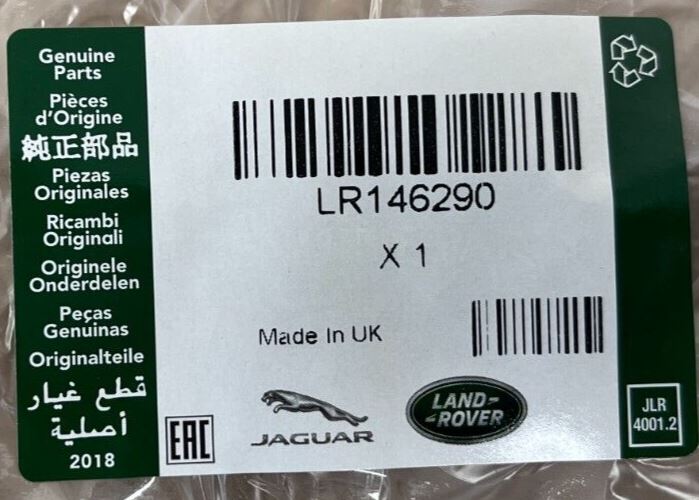 Genuine
Parts
Pièces
d'Origine
純正部品
Piezas
Originales
Ricambi
Originali
Originele
Onderdelen
Peças
Genuinas
Originalteile
قطع غيار
أصلية
2018
LR146290
X 1
Made In UK
EAC
JAGUAR
LAND-
-ROVER
JLR
4001.2